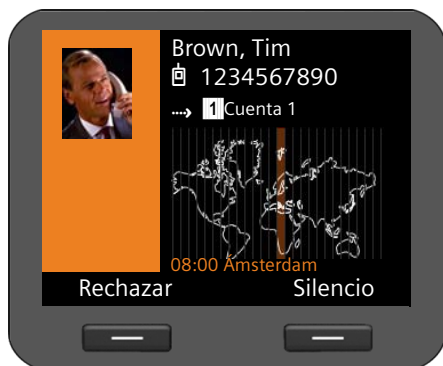 Brown, Tim
1234567890
1 Cuenta 1
08:00 Amsterdam
Rechazar Silencio